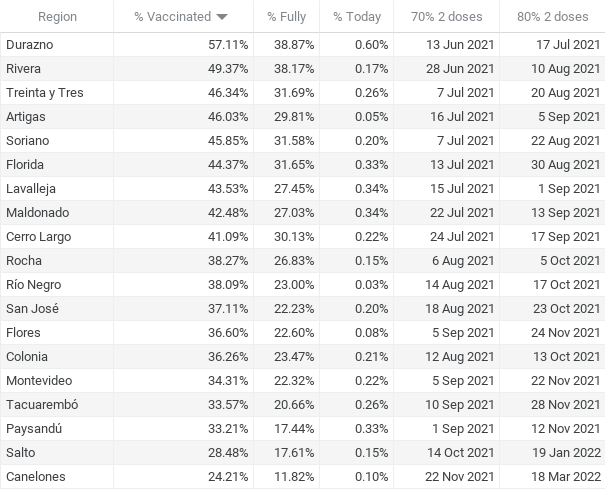 Region % Vaccinated % Fully % Today 70% 2 doses 80% 2 doses
Durazno 57.11% 38.87% 0.60% 13 Jun 2021 17 Jul 2021
Rivera 49.37% 38.17% 0.17% 28 Jun 2021 10 Aug 2021
Treinta y Tres 46.34% 31.69% 0.26% 7 Jul 2021 20 Aug 2021
Artigas 46.03% 29.81% 0.05% 16 Jul 2021 5 Sep 2021
Soriano 45.85% 31.58% 0.20% 7 Jul 2021 22 Aug 2021
Florida 44.37% 31.65% 0.33% 13 Jul 2021 30 Aug 2021
Lavalleja 43.53% 27.45% 0.34% 15 Jul 2021 1 Sep 2021
Maldonado 42.48% 27.03% 0.34% 22 Jul 2021 13 Sep 2021
Cerro Largo 41.09% 30.13% 0.22% 24 Jul 2021 17 Sep 2021
Rocha 38.27% 26.83% 0.15% 6 Aug 2021 5 Oct 2021
Río Negro 38.09% 23.00% 0.03% 14 Aug 2021 17 Oct 2021
San José 37.11% 22.23% 0.20% 18 Aug 2021 23 Oct 2021
Flores 36.60% 22.60% 0.08% 5 Sep 2021 24 Nov 2021
Colonia 36.26% 23.47% 0.21% 12 Aug 2021 13 Oct 2021
Montevideo 34.31% 22.32% 0.22% 5 Sep 2021 22 Nov 2021
Tacuarembó 33.57% 20.66% 0.26% 10 Sep 2021 28 Nov 2021
Paysandú 33.21% 17.44% 0.33% 1 Sep 2021 12 Nov 2021
Salto 28.48% 17.61% 0.15% 14 Oct 2021 19 Jan 2022
Canelones 24.21% 11.82% 0.10% 22 Nov 2021 18 Mar 2022